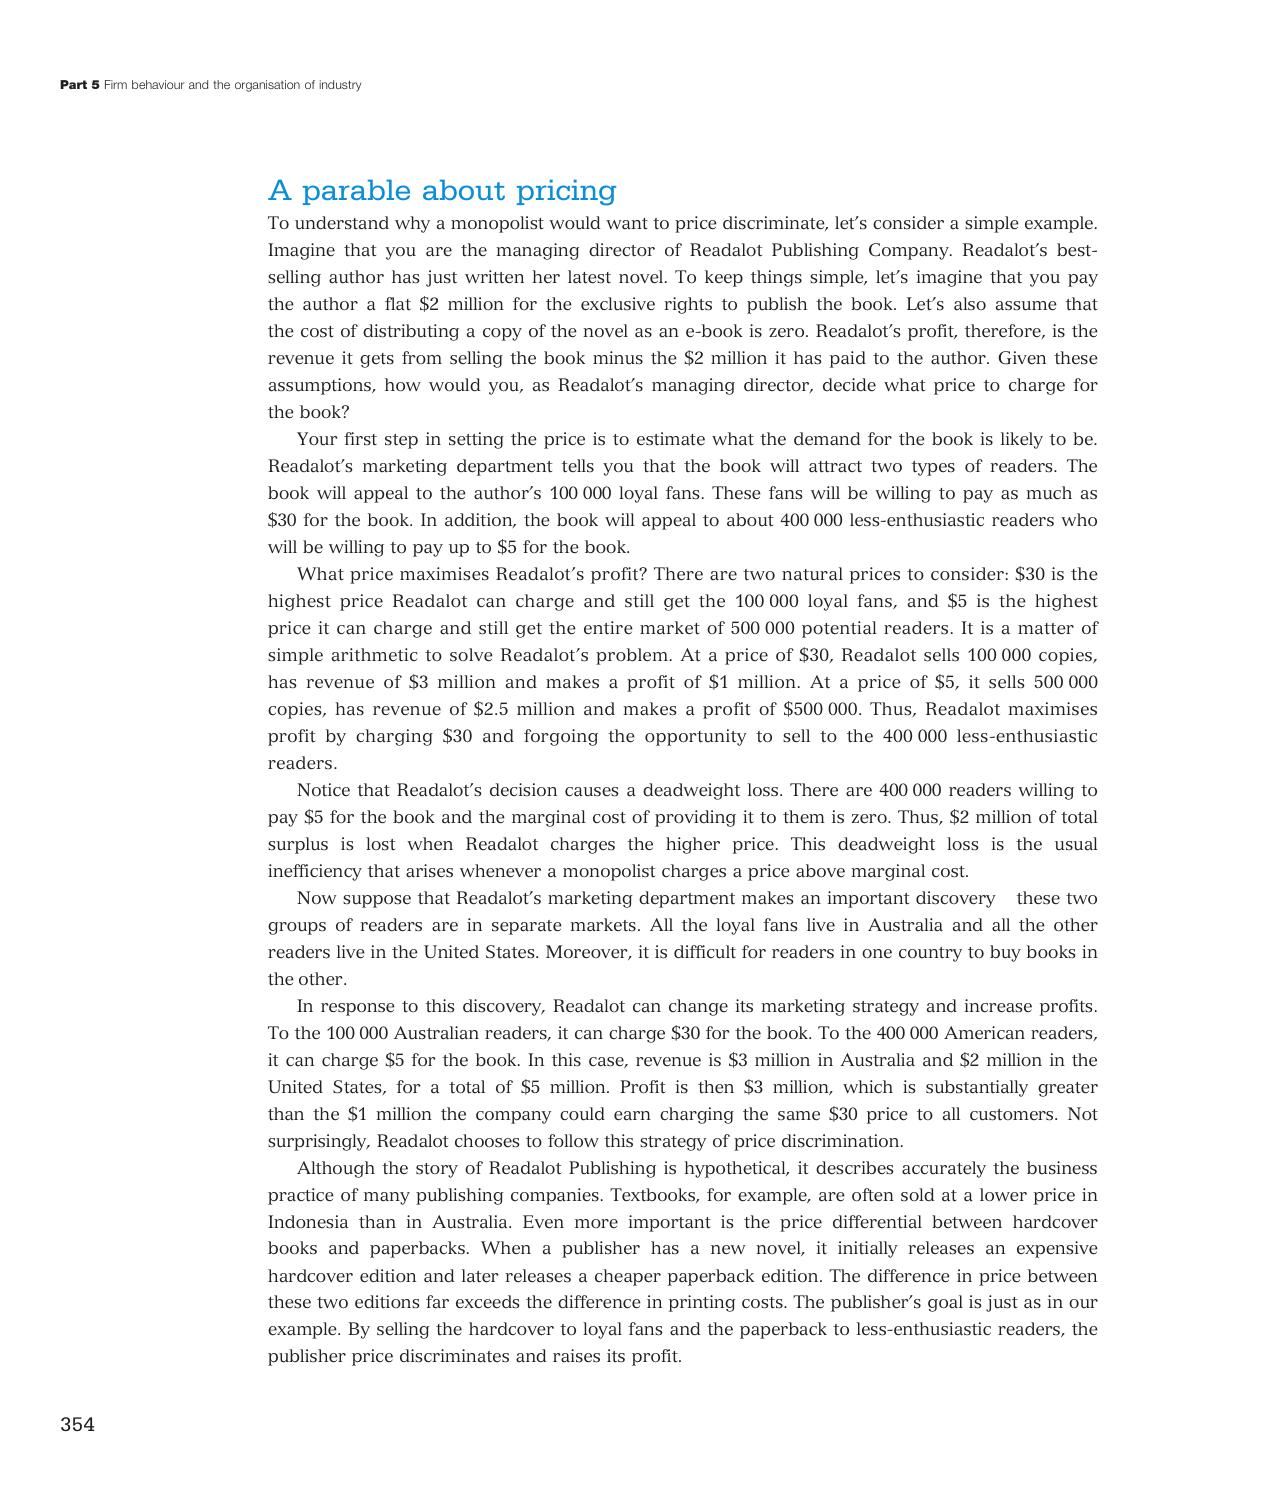 Part 5 Firm behaviour and the organisation of industry
A parable about pricing
To understand why a monopolist would want to price discriminate, let’s consider a simple example.
Imagine that you are the managing director of Readalot Publishing Company. Readalot’s best-
selling author has just written her latest novel. To keep things simple, let’s imagine that you pay
the author a flat $2 million for the exclusive rights to publish the book. Let’s also assume that
the cost of distributing a copy of the novel as an e-book is zero. Readalot’s profit, therefore, is the
revenue it gets from selling the book minus the $2 million it has paid to the author. Given these
assumptions, how would you, as Readalot’s managing director, decide what price to charge for
the book?
Your first step in setting the price is to estimate what the demand for the book is likely to be.
Readalot’s marketing department tells you that the book will attract two types of readers. The
book will appeal to the author’s 100 000 loyal fans. These fans will be willing to pay as much as
$30 for the book. In addition, the book will appeal to about 400 000 less-enthusiastic readers who
will be willing to pay up to $5 for the book.
What price maximises Readalot’s profit? There are two natural prices to consider: $30 is the
highest price Readalot can charge and still get the 100 000 loyal fans, and $5 is the highest
price it can charge and still get the entire market of 500 000 potential readers. It is a matter of
simple arithmetic to solve Readalot’s problem. At a price of $30, Readalot sells 100 000 copies,
has revenue of $3 million and makes a profit of $1 million. At a price of $5, it sells 500 000
copies, has revenue of $2.5 million and makes a profit of $500 000. Thus, Readalot maximises
profit by charging $30 and forgoing the opportunity to sell to the 400 000 less-enthusiastic
readers.
Notice that Readalot’s decision causes a deadweight loss. There are 400 000 readers willing to
pay $5 for the book and the marginal cost of providing it to them is zero. Thus, $2 million of total
surplus is lost when Readalot charges the higher price. This deadweight loss is the usual
inefficiency that arises whenever a monopolist charges a price above marginal cost.
Now suppose that Readalot’s marketing department makes an important discovery these two
groups of readers are in separate markets. All the loyal fans live in Australia and all the other
readers live in the United States. Moreover, it is difficult for readers in one country to buy books in
the other.
In response to this discovery, Readalot can change its marketing strategy and increase profits.
To the 100 000 Australian readers, it can charge $30 for the book. To the 400 000 American readers,
it can charge $5 for the book. In this case, revenue is $3 million in Australia and $2 million in the
United States, for a total of $5 million. Profit is then $3 million, which is substantially greater
than the $1 million the company could earn charging the same $30 price to all customers. Not
surprisingly, Readalot chooses to follow this strategy of price discrimination.
Although the story of Readalot Publishing is hypothetical, it describes accurately the business
practice of many publishing companies. Textbooks, for example, are often sold at a lower price in
Indonesia than in Australia. Even more important is the price differential between hardcover
books and paperbacks. When a publisher has a new novel, it initially releases an expensive
hardcover edition and later releases a cheaper paperback edition. The difference in price between
these two editions far exceeds the difference in printing costs. The publisher’s goal is just as in our
example. By selling the hardcover to loyal fans and the paperback to less-enthusiastic readers, the
publisher price discriminates and raises its profit.
354